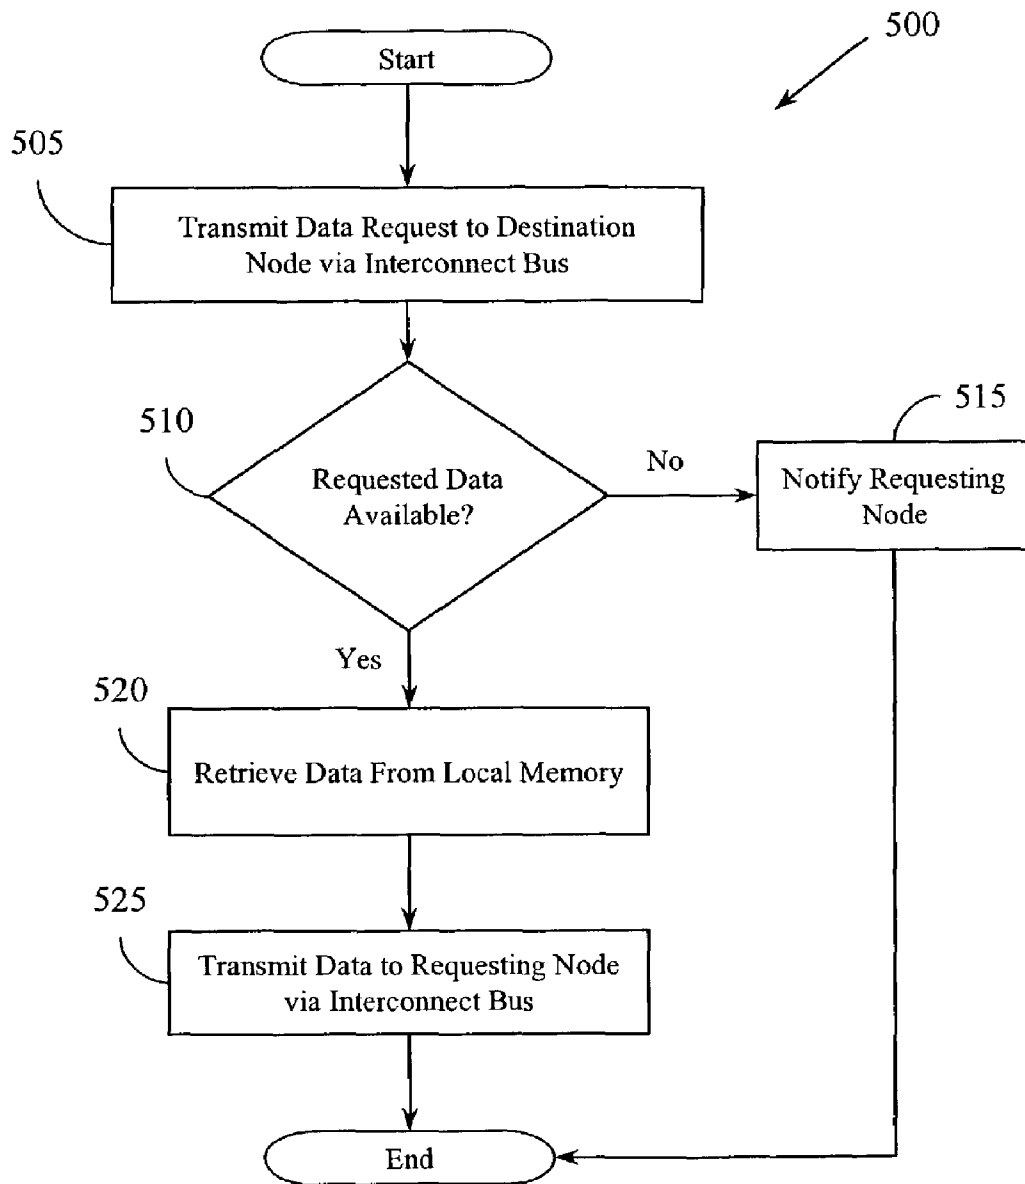 500
Start
505
Transmit Data Request to Destination
Node via Interconnect Bus
510
Requested Data
Available?
No
515
Notify Requesting
Node
Yes
520
Retrieve Data From Local Memory
525
Transmit Data to Requesting Node
via Interconnect Bus
End